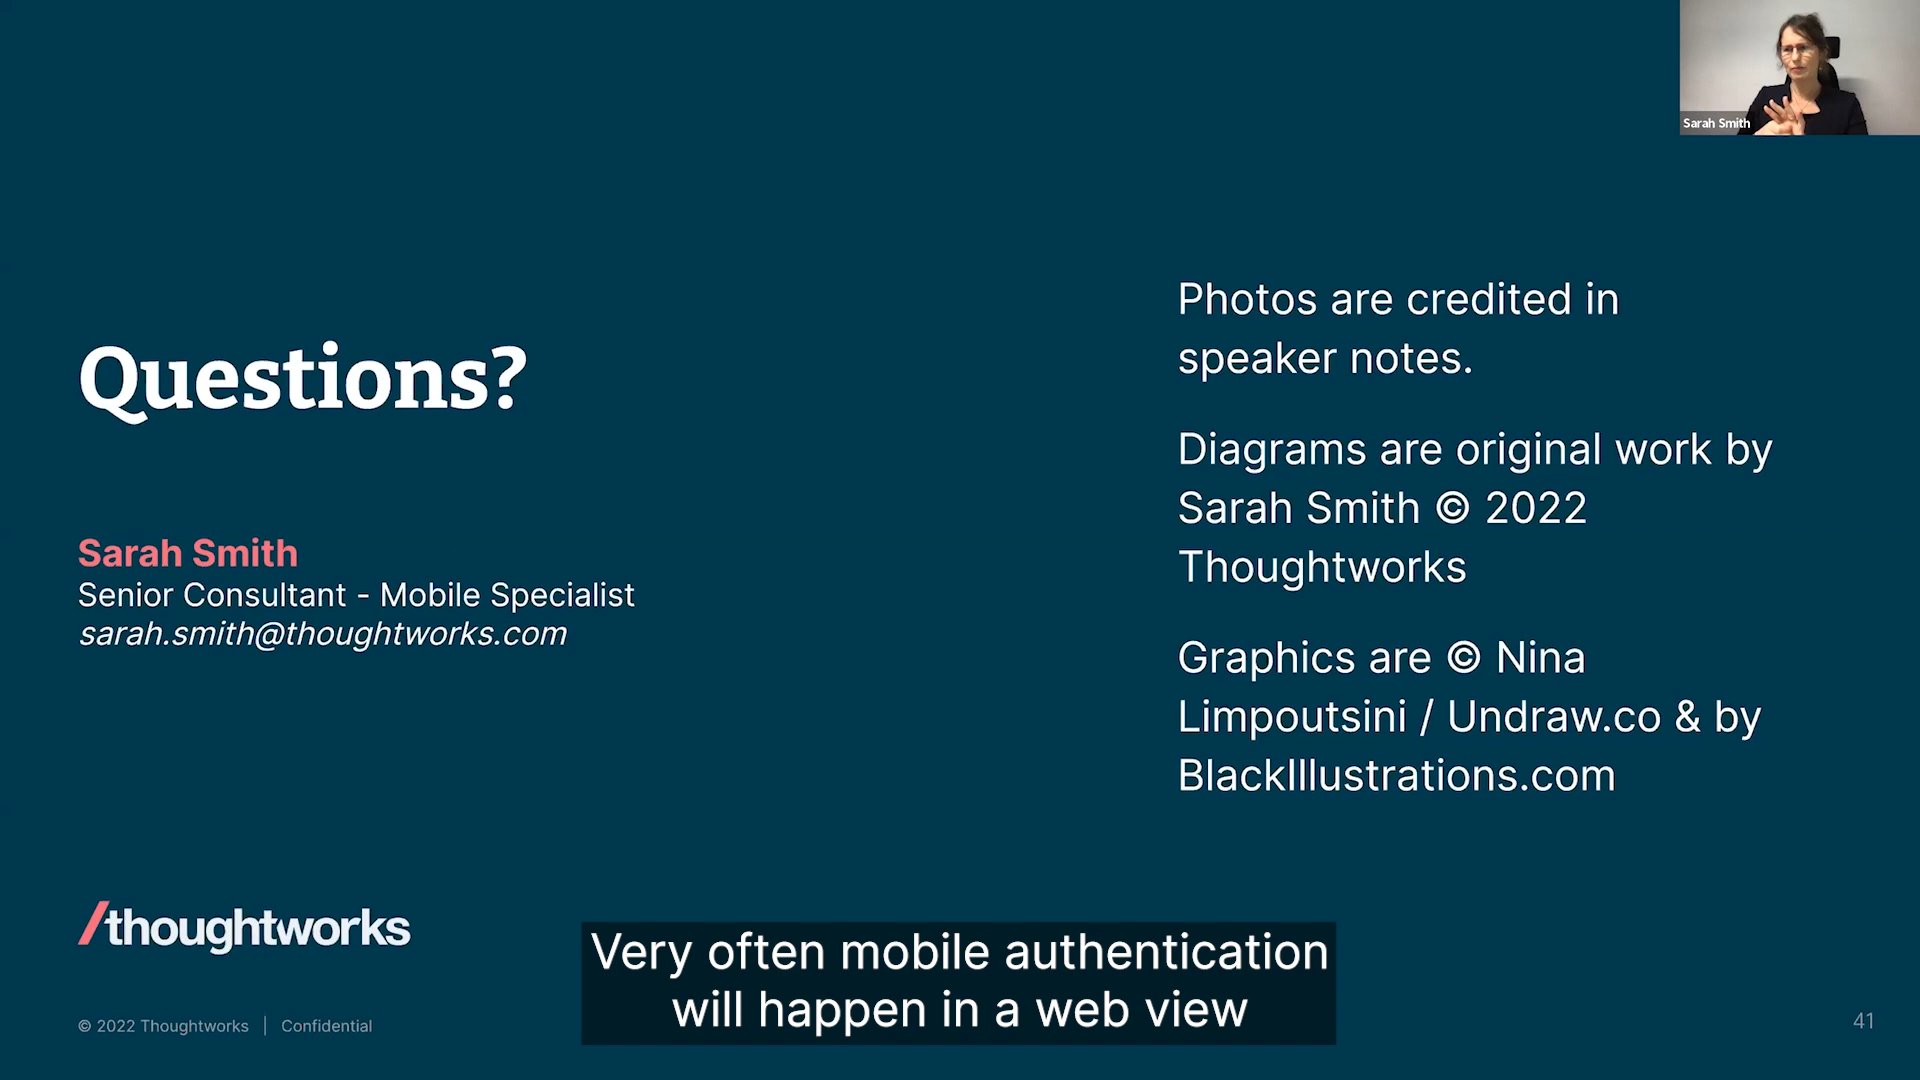 Sarah Smith
Questions?
Sarah Smith
Senior Consultant - Mobile Specialist
sarah.smith@thoughtworks.com
Photos are credited in
speaker notes.
Diagrams are original work by
Sarah Smith © 2022
Thoughtworks
Graphics are © Nina
Limpoutsini / Undraw.co & by
BlackIllustrations.com
/thoughtworks
© 2022 Thoughtworks | Confidential
Very often mobile authentication
will happen in a web view
41